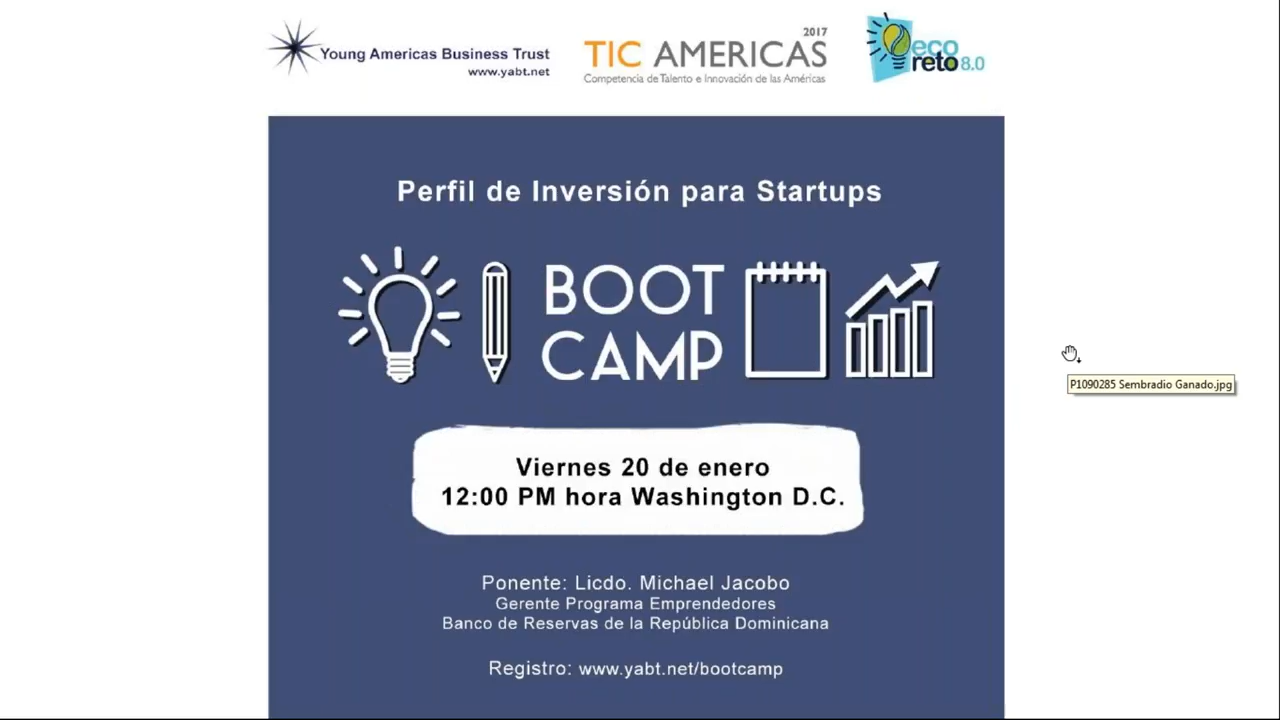 Young Americas Business Trust
www.yabt.net
2017
TIC AMERICAS
Competencia de Talento e Innovación de las Américas
eco
reto 8.0
Perfil de Inversión para Startups
BOOT
CAMP
Viernes 20 de enero
12:00 PM hora Washington D.C.
P1090285 Sembradio Ganado.jpg
Ponente: Licdo. Michael Jacobo
Gerente Programa Emprendedores
Banco de Reservas de la República Dominicana
Registro: www.yabt.net/bootcamp